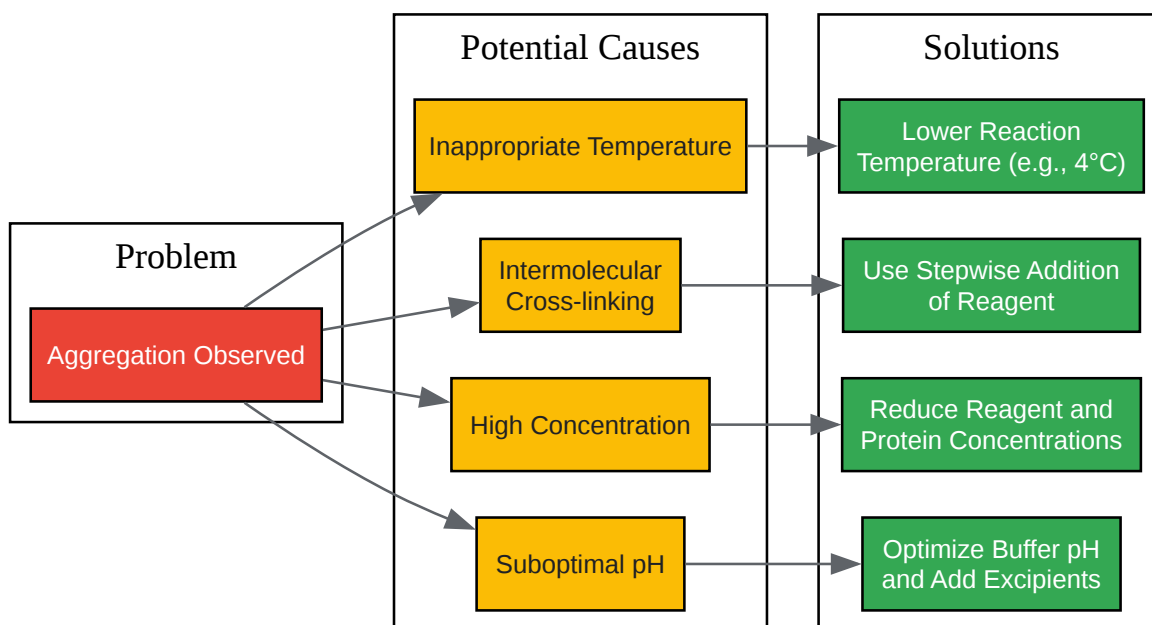 Problem
Aggregation Observed
Potential Causes
Inappropriate Temperature
Intermolecular
Cross-linking
High Concentration
Suboptimal pH
Solutions
Lower Reaction
Temperature (e.g., 4°C)
Use Stepwise Addition
of Reagent
Reduce Reagent and
Protein Concentrations
Optimize Buffer pH
and Add Excipients